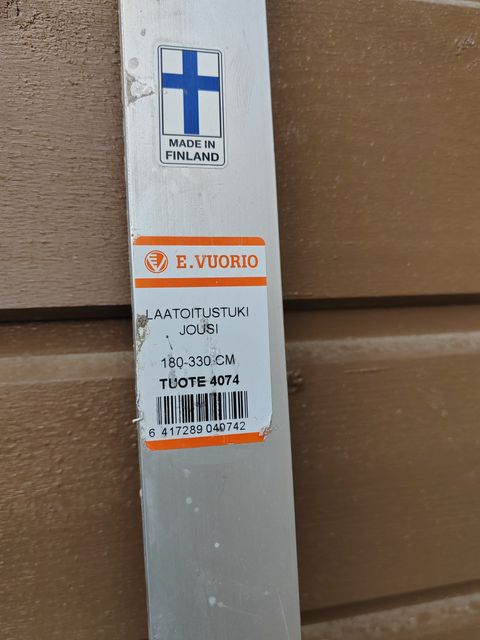 MADE IN
FINLAND
E.VUORIO
LAATOITUSTUKI
JOUSI
180-330 CM
TUOTE 4074
6 417289 040742